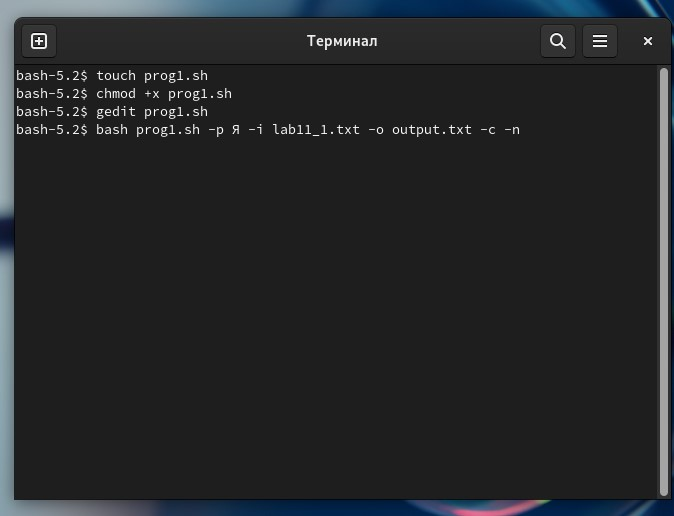 Терминал
bash-5.2$ touch prog1.sh
bash-5.2$ chmod +x prog1.sh
bash-5.2$ gedit prog1.sh
bash-5.2$ bash prog1.sh -p Я -i lab11_1.txt -o output.txt -c -n